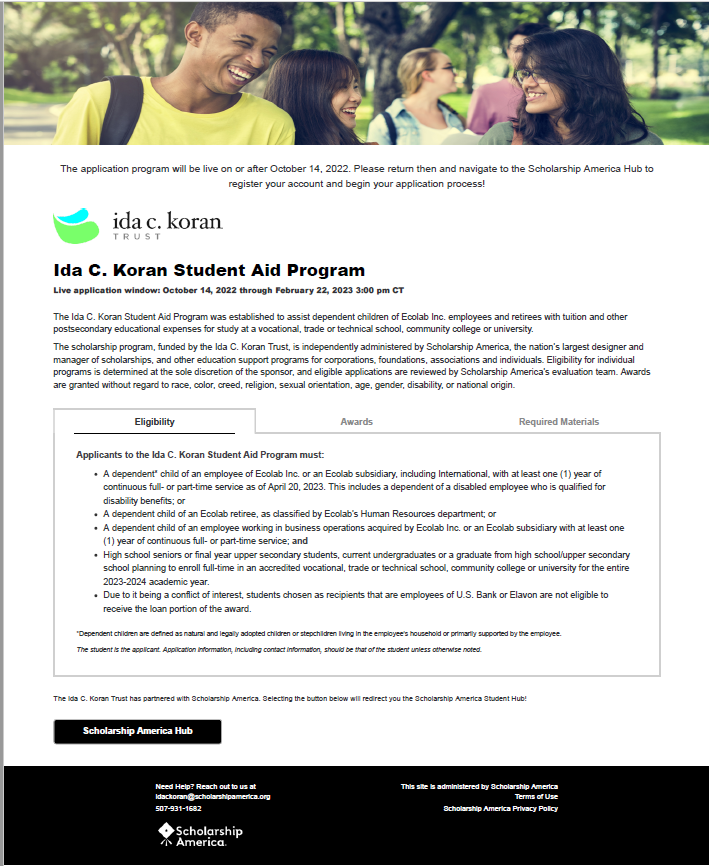 The application program will be live on or after October 14, 2022. Please return then and navigate to the Scholarship America Hub to
register your account and begin your application process!
ida c. koran
TRUST
Ida C. Koran Student Aid Program
Live application window: October 14, 2022 through February 22, 2023 3:00 pm CT
The Ida C. Koran Student Aid Program was established to assist dependent children of Ecolab Inc. employees and retirees with tuition and other
postsecondary educational expenses for study at a vocational, trade or technical school, community college or university.
The scholarship program, funded by the Ida C. Koran Trust, is independently administered by Scholarship America, the nation's largest designer and
manager of scholarships, and other education support programs for corporations, foundations, associations and individuals. Eligibility for individual
programs is determined at the sole discretion of the sponsor, and eligible applications are reviewed by Scholarship America's evaluation team. Awards
are granted without regard to race, color, creed, religion, sexual orientation, age, gender, disability, or national origin.
Eligibility
Awards
Required Materials
Applicants to the Ida C. Koran Student Aid Program must:
• A dependent* child of an employee of Ecolab Inc. or an Ecolab subsidiary, including International, with at least one (1) year of
continuous full- or part-time service as of April 20, 2023. This includes a dependent of a disabled employee who is qualified for
disability benefits; or
• A dependent child of an Ecolab retiree, as classified by Ecolab's Human Resources department; or
• A dependent child of an employee working in business operations acquired by Ecolab Inc. or an Ecolab subsidiary with at least one
(1) year of continuous full- or part-time service; and
• High school seniors or final year upper secondary students, current undergraduates or a graduate from high school/upper secondary
school planning to enroll full-time in an accredited vocational, trade or technical school, community college or university for the entire
2023-2024 academic year.
• Due to it being a conflict of interest, students chosen as recipients that are employees of U.S. Bank or Elavon are not eligible to
receive the loan portion of the award.
*Dependent children are defined as natural and legally adopted children or stepchildren living in the employee's household or primarily supported by the employee.
The student is the applicant. Application information, including contact information, should be that of the student unless otherwise noted.
The Ida C. Koran Trust has partnered with Scholarship America. Selecting the button below will redirect you the Scholarship America Student Hub!
Scholarship America Hub
Need Help? Reach out to us at
idackoran@scholarshipamerica.org
507-931-1682
This site is administered by Scholarship America
Terms of Use
Scholarship America Privacy Policy
Scholarship
America.